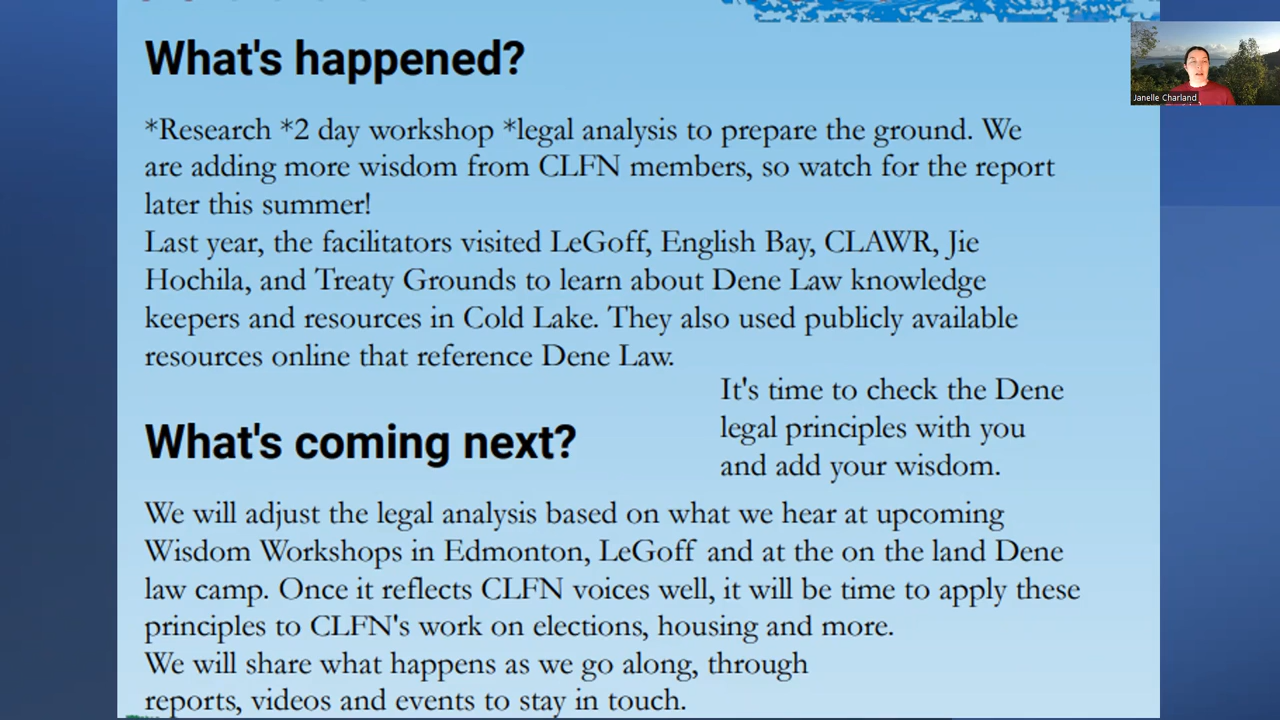 What's happened?
Janelle Charland
*Research *2 day workshop *legal analysis to prepare the ground. We
are adding more wisdom from CLFN members, so watch for the report
later this summer!
Last year, the facilitators visited LeGoff, English Bay, CLAWR, Jie
Hochila, and Treaty Grounds to learn about Dene Law knowledge
keepers and resources in Cold Lake. They also used publicly available
resources online that reference Dene Law.
It's time to check the Dene
legal principles with you
and add your wisdom.
What's coming next?
We will adjust the legal analysis based on what we hear at upcoming
Wisdom Workshops in Edmonton, LeGoff and at the on the land Dene
law camp. Once it reflects CLFN voices well, it will be time to apply these
principles to CLFN's work on elections, housing and more.
We will share what happens as we go along, through
reports, videos and events to stay in touch.